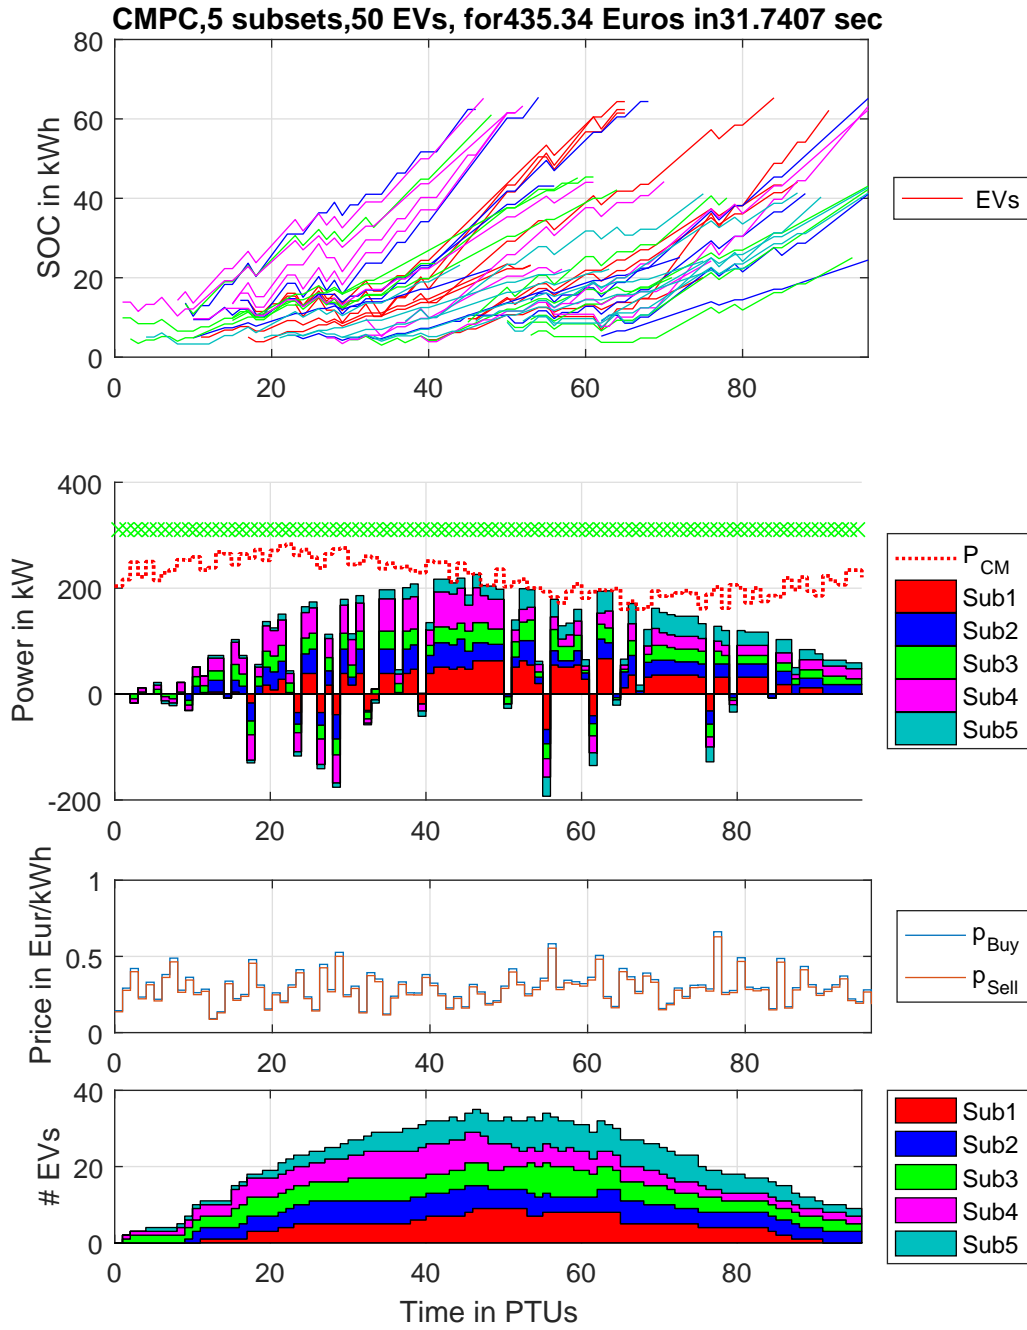 CMPC,5 subsets,50 EVs, for435.34 Euros in31.7407 sec
SOC in kWh
80
60
40
20
0
0 20 40 60 80
EVs
Power in kW
400
200
0
-200
0 20 40 60 80
P_CM
Sub1
Sub2
Sub3
Sub4
Sub5
Price in Eur/kWh
1
0.5
0
0 20 40 60 80
p_Buy
p_Sell
# EVs
40
20
0
0 20 40 60 80
Time in PTUs
Sub1
Sub2
Sub3
Sub4
Sub5